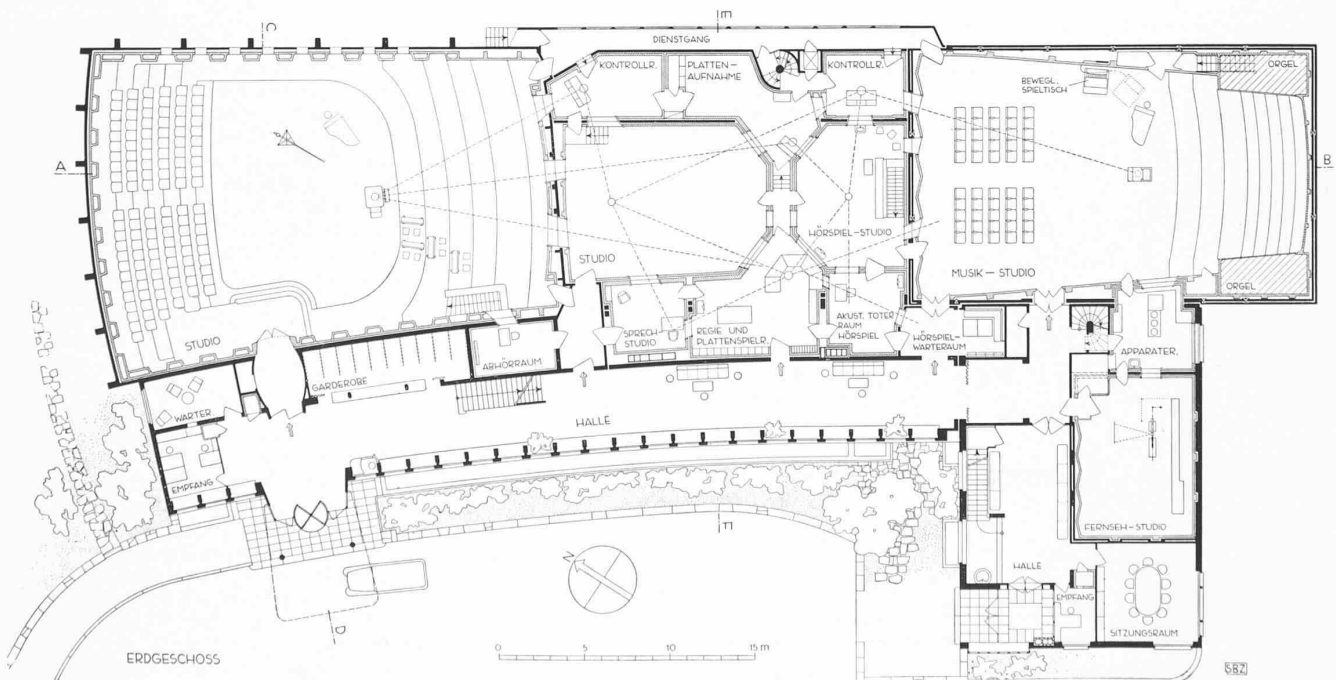 C
E
DIENSTGANG
KONTROLLR.
PLATTEN-
AUFNAHME
KONTROLLR.
ORGEL
BEWEGL.
SPIELTISCH
A
B
HÖRSPIEL-STUDIO
STUDIO
MUSIK-STUDIO
ORGEL
SPRECH
STUDIO
REGIE UND
PLATTENSPIELR.
AKUST. TOTER
RAUM
HÖRSPIEL
HÖRSPIEL-
WARTERAUM
APPARATER.
STUDIO
GARDEROBE
ABHÖRRAUM
WARTER.
HALLE
EMPFANG
FERNSEH-STUDIO
F
N
HALLE
EMPFANG
SITZUNGSRAUM
D
ERDGESCHOSS
0 5 10 15 m
SBZ